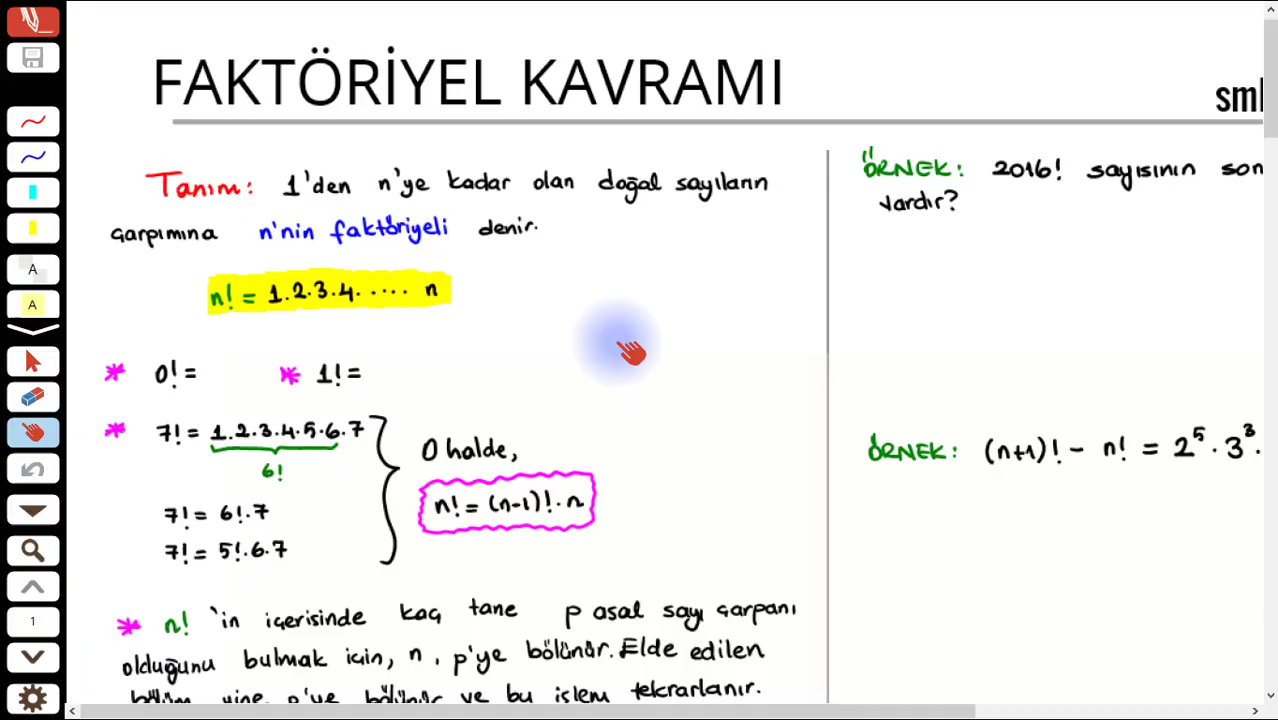 FAKTÖRİYEL KAVRAMI
Tanım: 1'den n'ye kadar olan doğal sayıların
çarpımına n'nin faktöriyeli denir.
n! = 1.2.3.4. .... n
* 0! = * 1! =
* 7! = 1.2.3.4.5.6.7
6!
7! = 6!.7
7! = 5!.6.7
O halde,
n! = (n-1)!.n
* n! 'in içerisinde kaç tane p asal sayı çarpanı
olduğunu bulmak için, n, p'ye bölünür. Elde edilen
bölüm yine p'ye bölünür ve bu işlem tekrarlanır.
ÖRNEK: 2016! sayısının son
vardır?
ÖRNEK: (n+1)! - n! = 2⁵.3³.
A
A
1